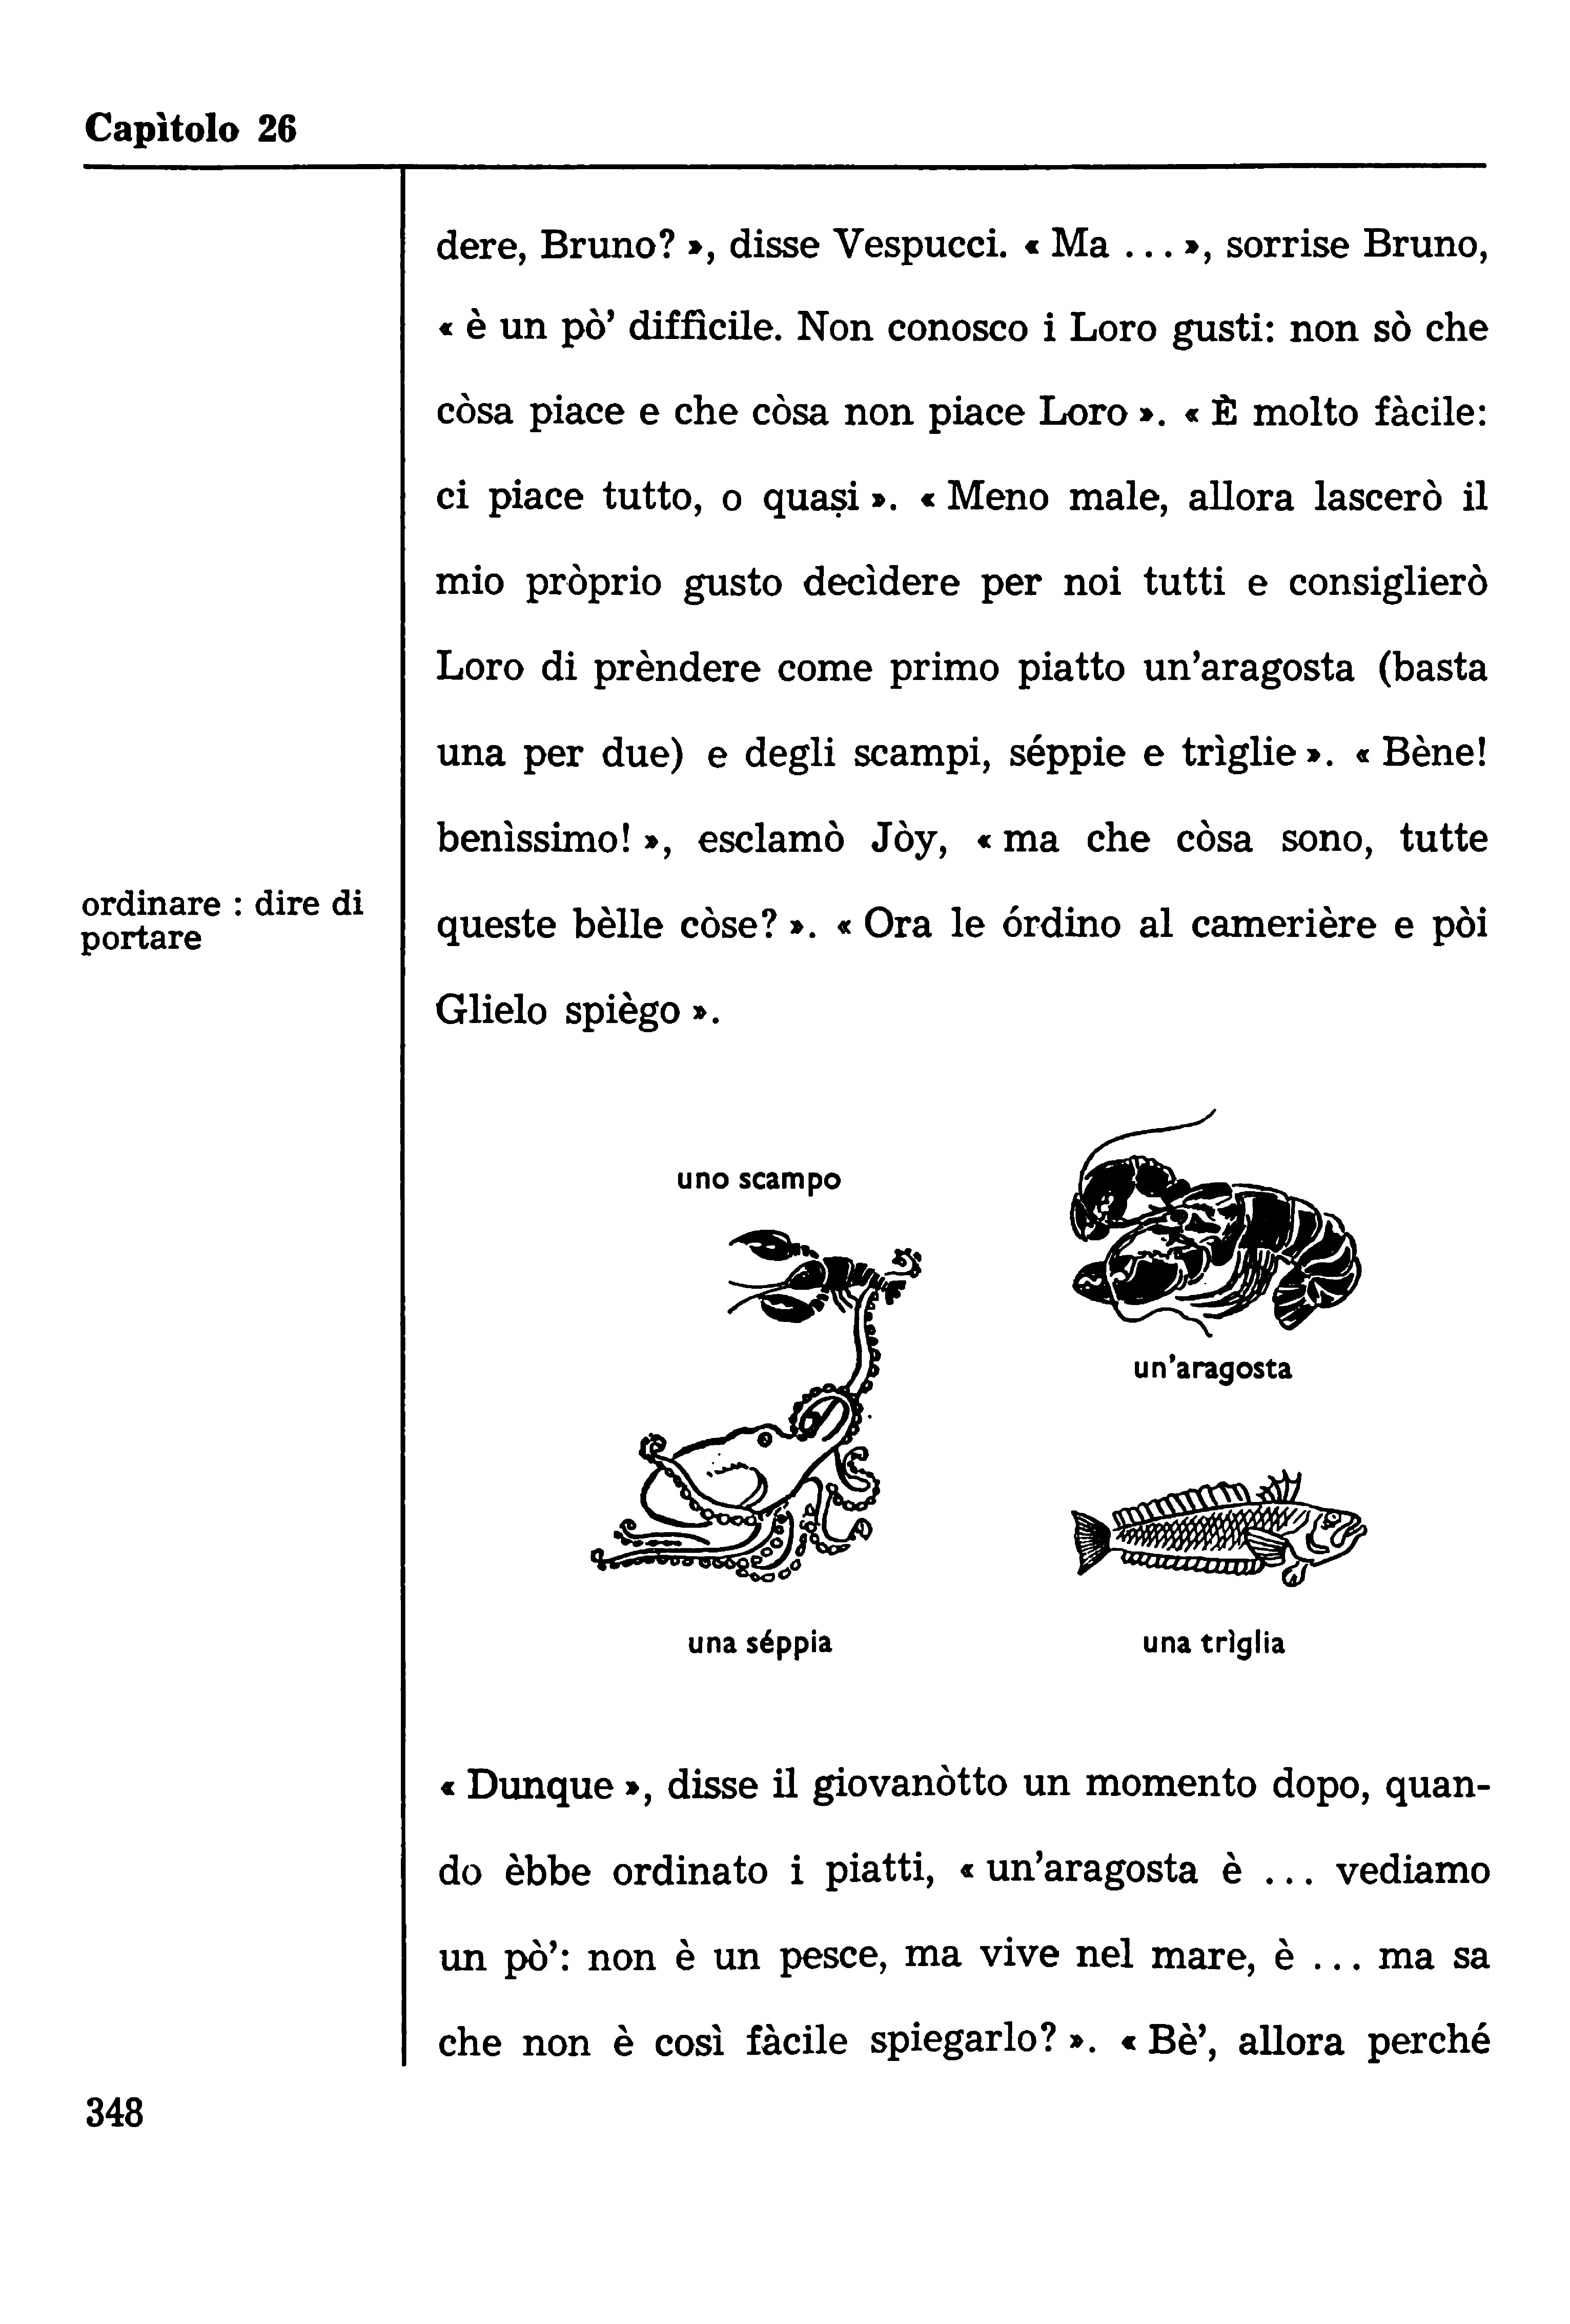 Capìtolo 26
dere, Bruno? », disse Vespucci. « Ma ... », sorrise Bruno,
« è un pò’ diffìcile. Non conosco i Loro gusti: non sò che
còsa piace e che còsa non piace Loro ». « È molto fàcile:
ci piace tutto, o quaṣi ». « Meno male, allora lascerò il
mio pròprio gusto decìdere per noi tutti e consiglierò
Loro di prèndere come primo piatto un’aragosta (basta
una per due) e degli scampi, séppie e trìglie ». « Bène!
benìssimo! », esclamò Jòy, « ma che còsa sono, tutte
ordinare : dire di
portare
queste bèlle còse? ». « Ora le órdino al camerière e pòi
Glielo spiègo ».
uno scampo
un’aragosta
una séppia
una trìglia
« Dunque », disse il giovanòtto un momento dopo, quan-
do èbbe ordinato i piatti, « un’aragosta è ... vediamo
un pò’: non è un pesce, ma vive nel mare, è ... ma sa
che non è così fàcile spiegarlo? ». « Bè’, allora perché
348